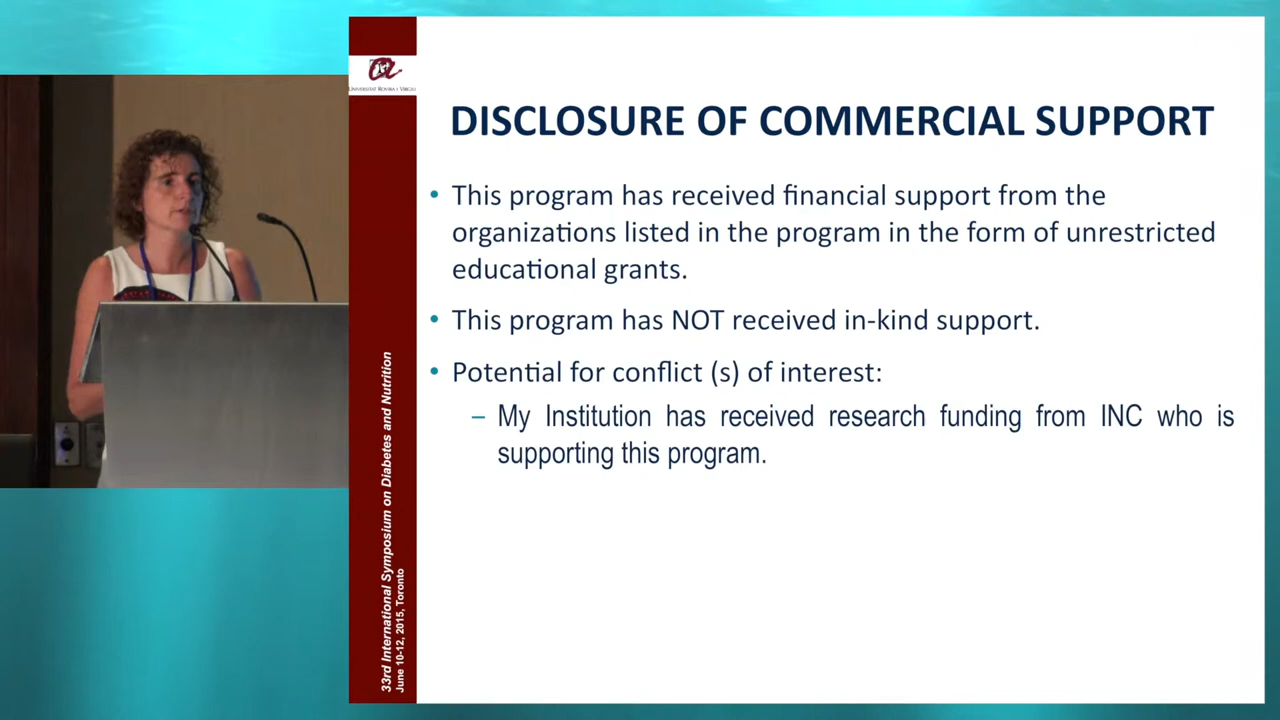 UNIVERSITAT ROVIRA I VIRGILI
DISCLOSURE OF COMMERCIAL SUPPORT
• This program has received financial support from the
organizations listed in the program in the form of unrestricted
educational grants.
• This program has NOT received in-kind support.
• Potential for conflict (s) of interest:
– My Institution has received research funding from INC who is
supporting this program.
33rd International Symposium on Diabetes and Nutrition
June 10-12, 2015, Toronto